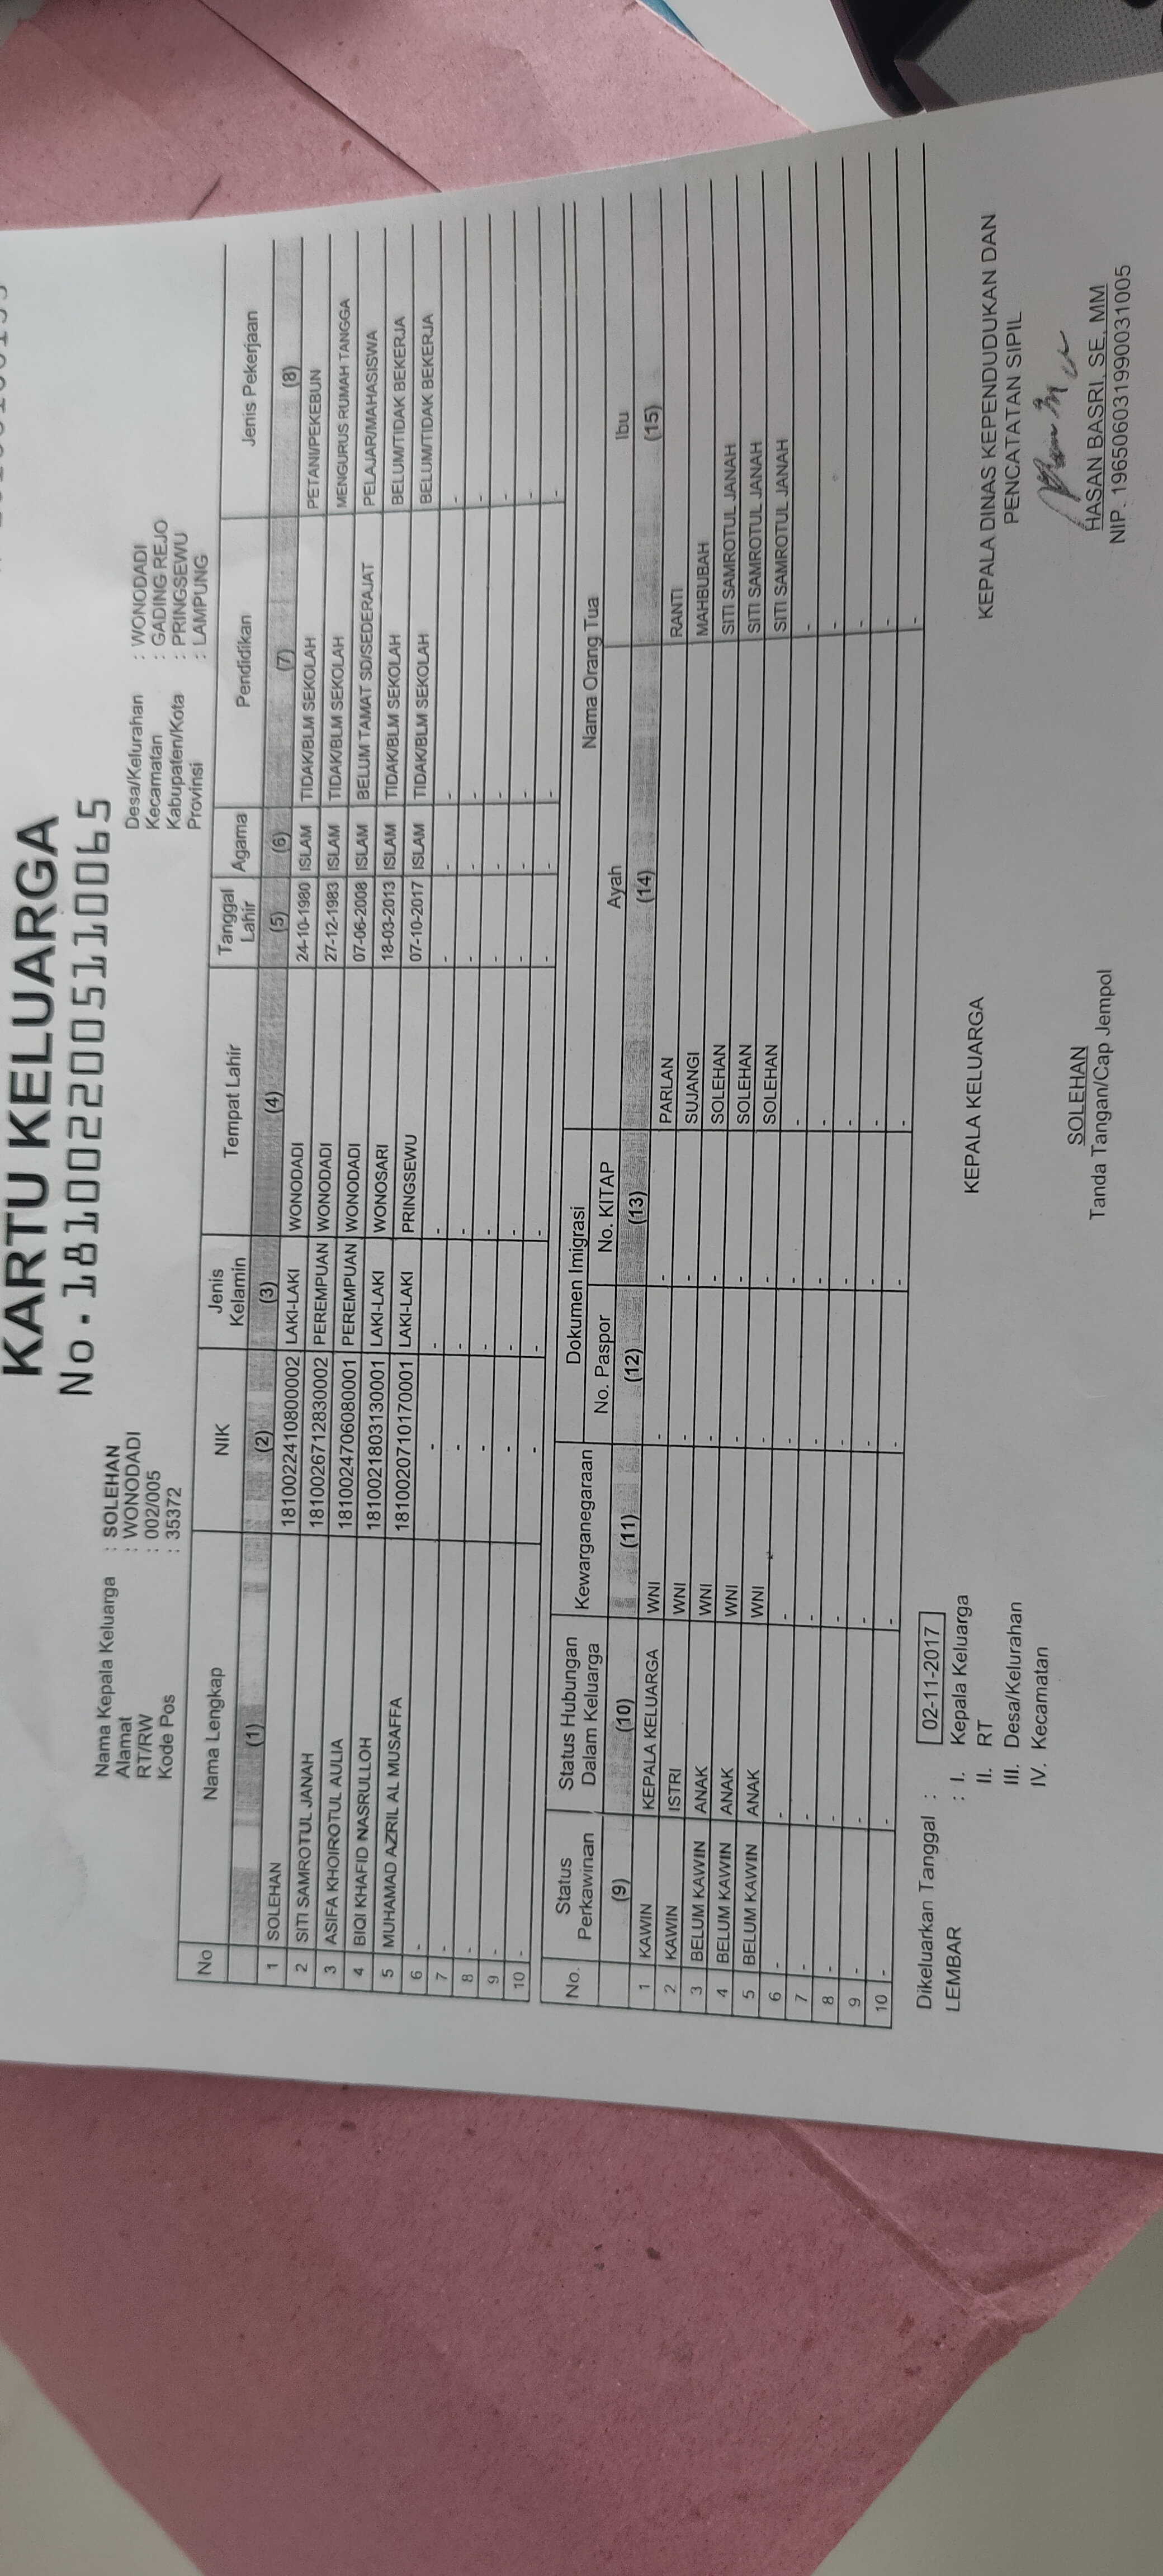 KARTU KELUARGA
No.1810022005110065
Nama Kepala Keluarga : SOLEHAN
Alamat : WONODADI
RT/RW : 002/005
Kode Pos : 35372
Desa/Kelurahan : WONODADI
Kecamatan : GADING REJO
Kabupaten/Kota : PRINGSEWU
Provinsi : LAMPUNG
No Nama Lengkap NIK Jenis Kelamin Tempat Lahir Tanggal Lahir Agama Pendidikan Jenis Pekerjaan
(1) (2) (3) (4) (5) (6) (7) (8)
1 SOLEHAN 1810022410800002 LAKI-LAKI WONODADI 24-10-1980 ISLAM TIDAK/BLM SEKOLAH PETANI/PEKEBUN
2 SITI SAMROTUL JANAH 1810026712830002 PEREMPUAN WONODADI 27-12-1983 ISLAM TIDAK/BLM SEKOLAH MENGURUS RUMAH TANGGA
3 ASIFA KHOIROTUL AULIA 1810024706080001 PEREMPUAN WONODADI 07-06-2008 ISLAM BELUM TAMAT SD/SEDERAJAT PELAJAR/MAHASISWA
4 BIQI KHAFID NASRULLOH 1810021803130001 LAKI-LAKI WONOSARI 18-03-2013 ISLAM TIDAK/BLM SEKOLAH BELUM/TIDAK BEKERJA
5 MUHAMAD AZRIL AL MUSAFFA 1810020710170001 LAKI-LAKI PRINGSEWU 07-10-2017 ISLAM TIDAK/BLM SEKOLAH BELUM/TIDAK BEKERJA
6 - - - - - - - -
7 - - - - - - - -
8 - - - - - - - -
9 - - - - - - - -
10 - - - - - - - -
No. Status Perkawinan Status Hubungan Dalam Keluarga Kewarganegaraan Dokumen Imigrasi Nama Orang Tua
No. Paspor No. KITAP Ayah Ibu
(9) (10) (11) (12) (13) (14) (15)
1 KAWIN KEPALA KELUARGA WNI - - PARLAN RANTI
2 KAWIN ISTRI WNI - - SUJANGI MAHBUBAH
3 BELUM KAWIN ANAK WNI - - SOLEHAN SITI SAMROTUL JANAH
4 BELUM KAWIN ANAK WNI - - SOLEHAN SITI SAMROTUL JANAH
5 BELUM KAWIN ANAK WNI - - SOLEHAN SITI SAMROTUL JANAH
6 - - - - - - -
7 - - - - - - -
8 - - - - - - -
9 - - - - - - -
10 - - - - - - -
Dikeluarkan Tanggal : 02-11-2017
LEMBAR : I. Kepala Keluarga
II. RT
III. Desa/Kelurahan
IV. Kecamatan
KEPALA KELUARGA
SOLEHAN
Tanda Tangan/Cap Jempol
KEPALA DINAS KEPENDUDUKAN DAN
PENCATATAN SIPIL
HASAN BASRI, SE, MM
NIP. 196506031990031005